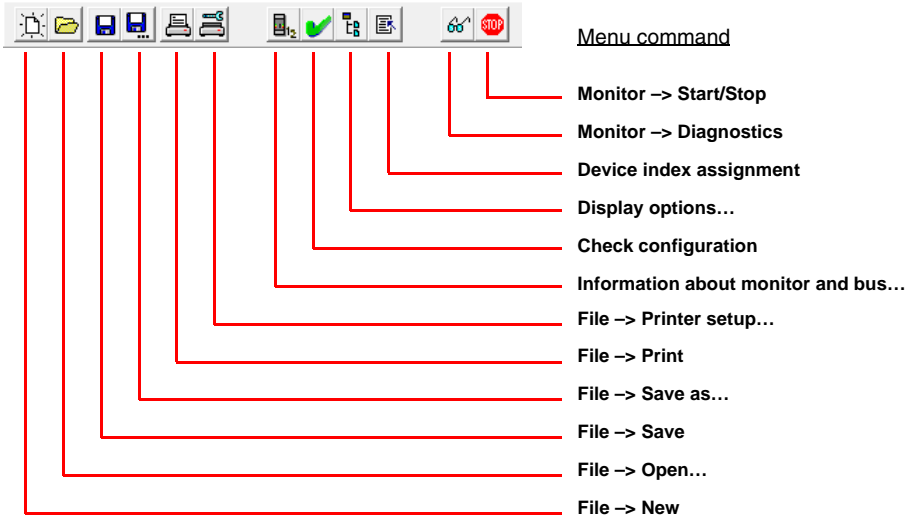 12
STOP
Menu command
Monitor –> Start/Stop
Monitor –> Diagnostics
Device index assignment
Display options…
Check configuration
Information about monitor and bus…
File –> Printer setup…
File –> Print
File –> Save as…
File –> Save
File –> Open…
File –> New